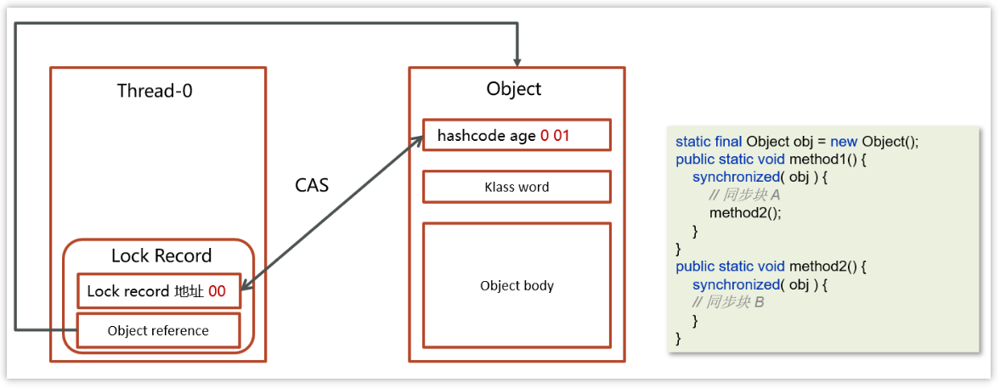 Thread-0
Lock Record
Lock record 地址 00
Object reference
CAS
Object
hashcode age 0 01
Klass word
Object body
static final Object obj = new Object();
public static void method1() {
synchronized( obj ) {
// 同步块 A
method2();
}
}
public static void method2() {
synchronized( obj ) {
// 同步块 B
}
}